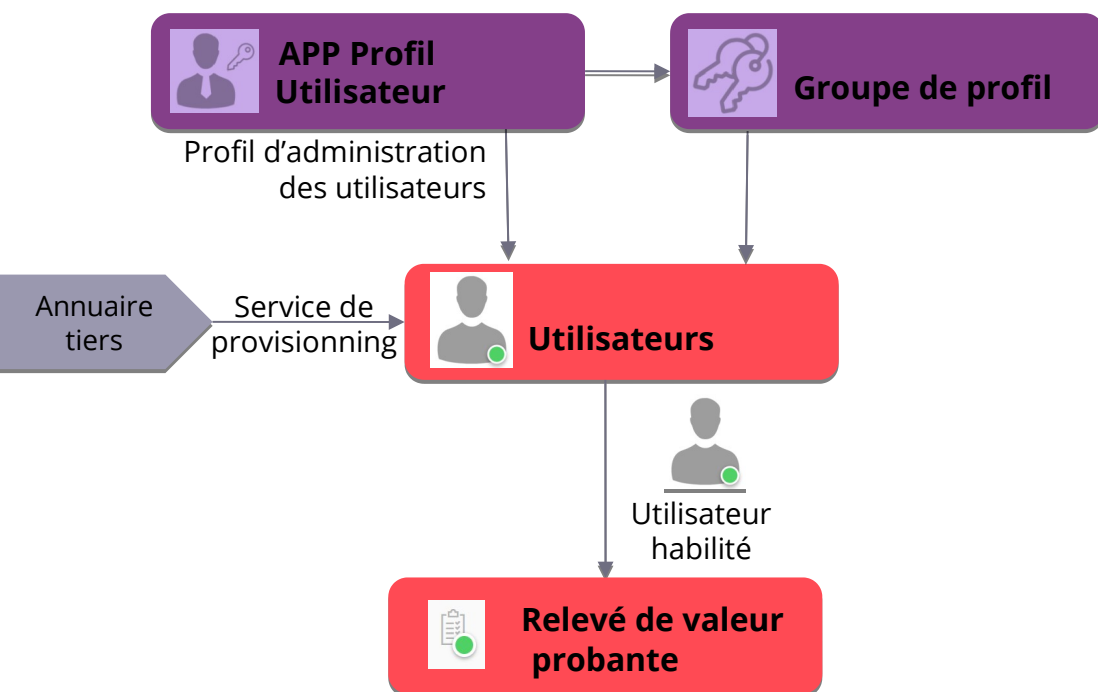 APP Profil
Utilisateur
Groupe de profil
Profil d’administration
des utilisateurs
Annuaire
tiers
Service de
provisionning
Utilisateurs
Utilisateur
habilité
Relevé de valeur
probante